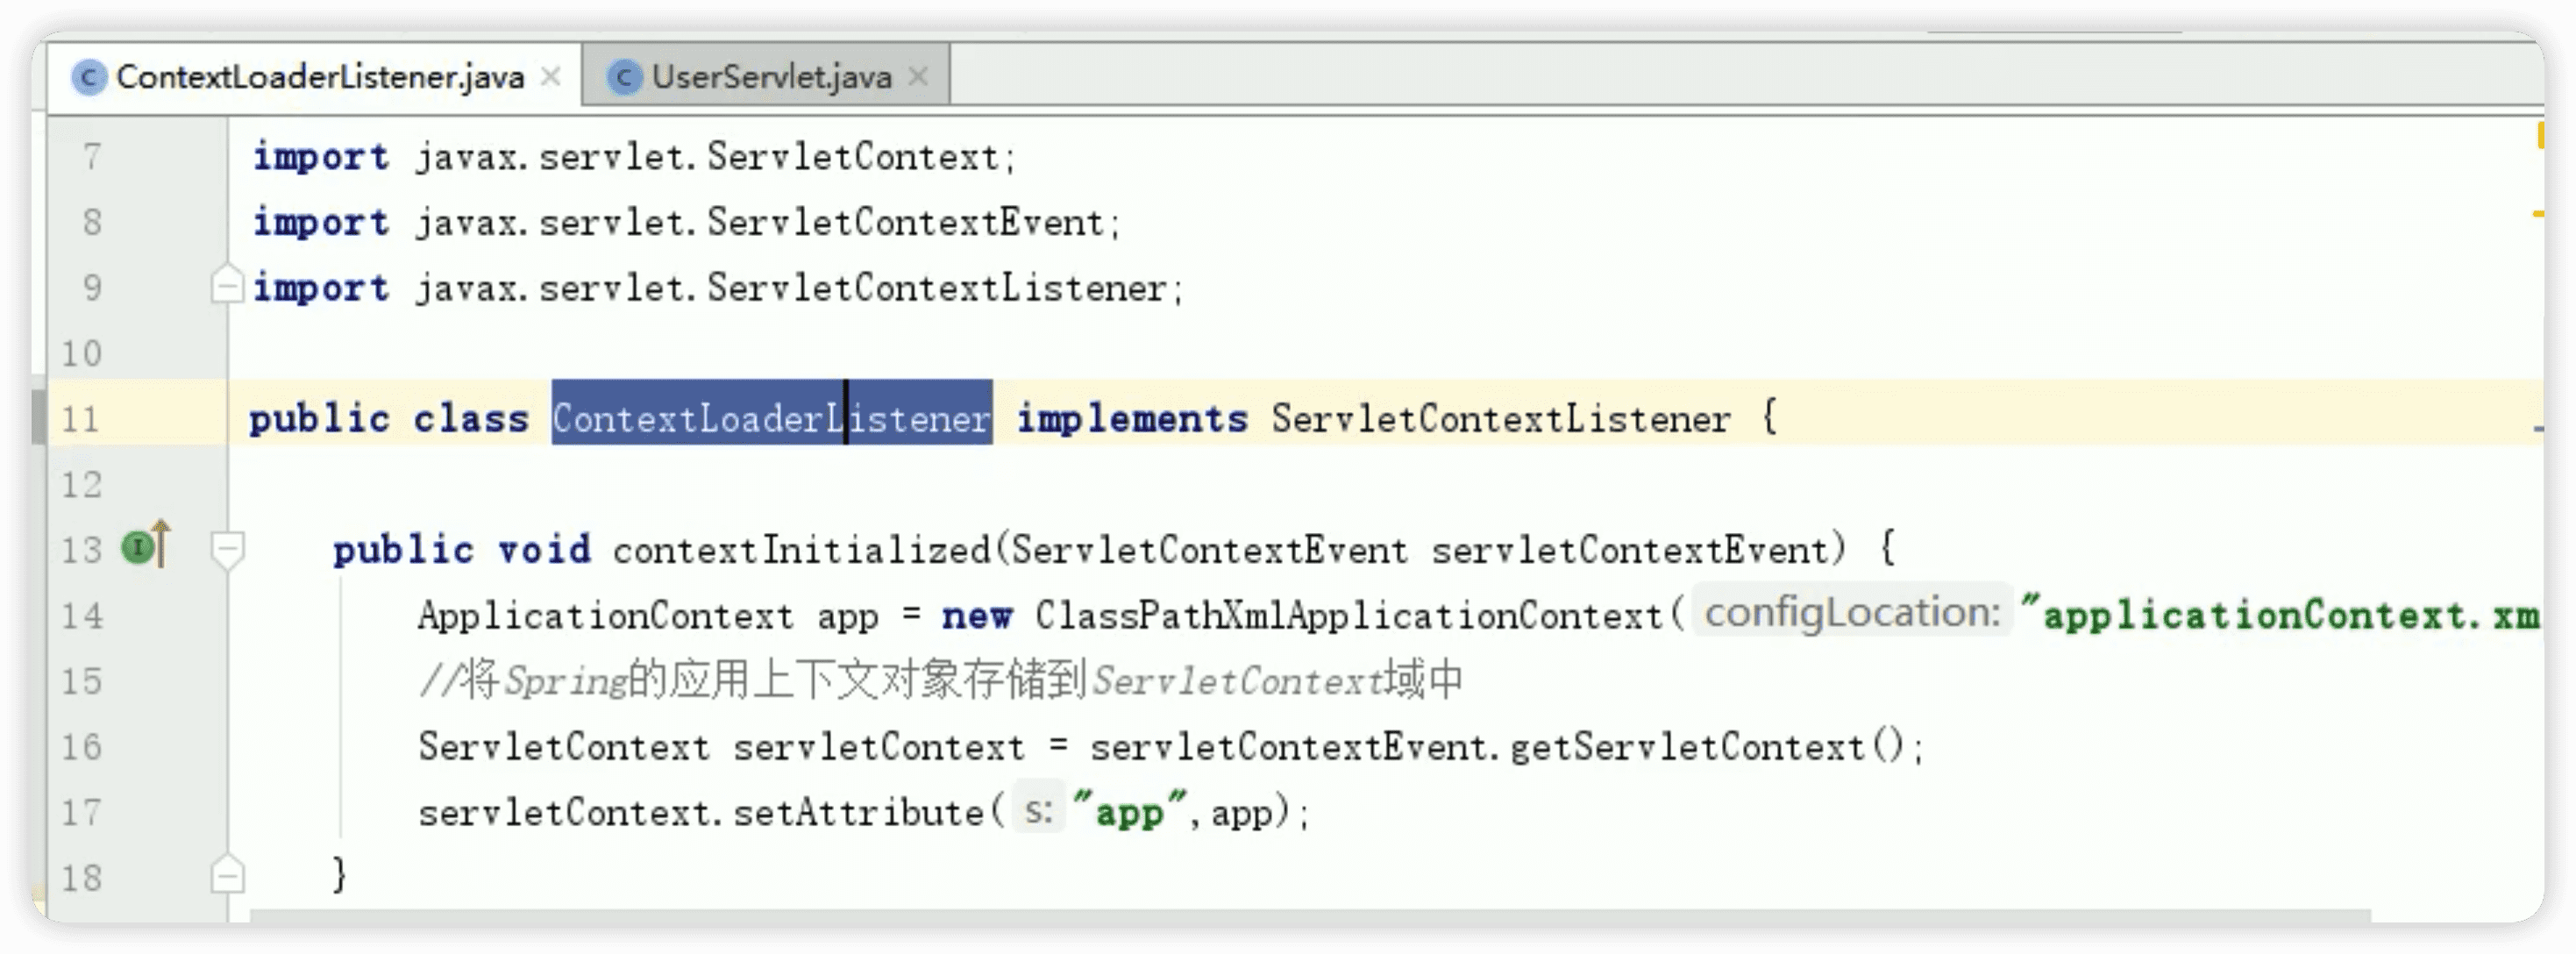 ContextLoaderListener.java UserServlet.java
7 import javax.servlet.ServletContext;
8 import javax.servlet.ServletContextEvent;
9 import javax.servlet.ServletContextListener;
10
11 public class ContextLoaderListener implements ServletContextListener {
12
13 public void contextInitialized(ServletContextEvent servletContextEvent) {
14 ApplicationContext app = new ClassPathXmlApplicationContext( configLocation: "applicationContext.xm
15 //将Spring的应用上下文对象存储到ServletContext域中
16 ServletContext servletContext = servletContextEvent.getServletContext();
17 servletContext.setAttribute( s: "app",app);
18 }